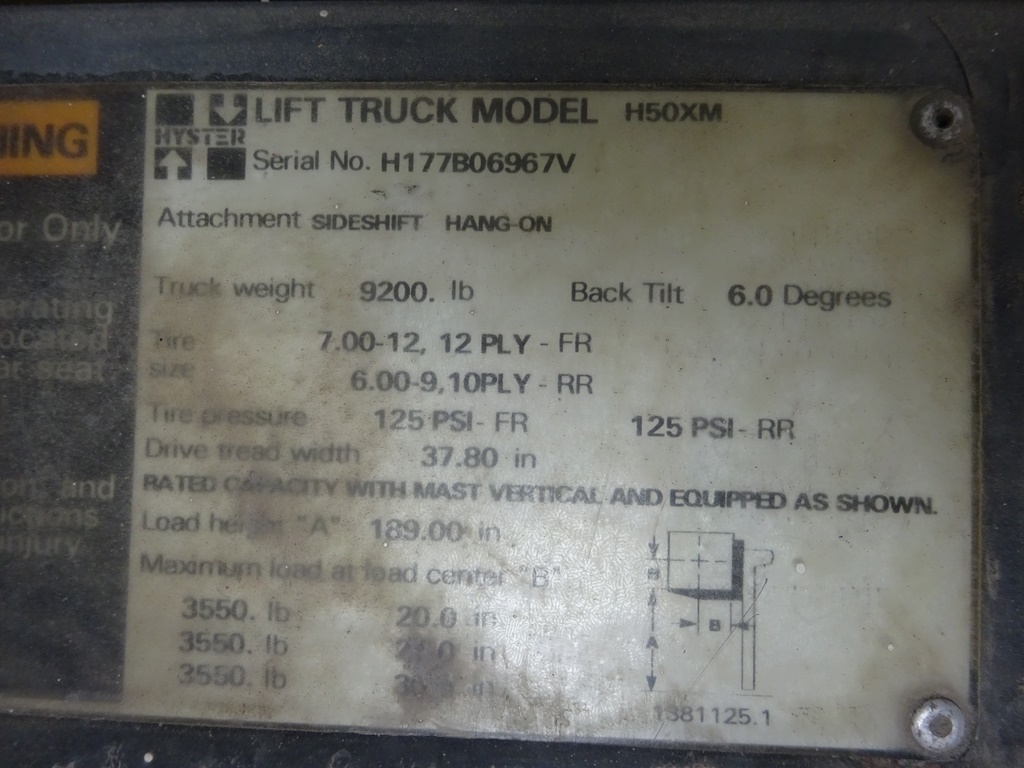 HYSTER
LIFT TRUCK MODEL H50XM
Serial No. H177B06967V
Attachment SIDESHIFT HANG-ON
Truck weight 9200. lb Back Tilt 6.0 Degrees
Tire size 7.00-12, 12 PLY - FR
6.00-9,10PLY - RR
Tire pressure 125 PSI- FR 125 PSI- RR
Drive tread width 37.80 in
RATED CAPACITY WITH MAST VERTICAL AND EQUIPPED AS SHOWN.
Load height "A" 189.00 in
Maximum load at load center "B"
3550. lb 20.0 in
3550. lb in
3550. lb in
B
B
A
1381125.1
ING
or Only
erating
ocated
ar seat
on, and
uctions
injury